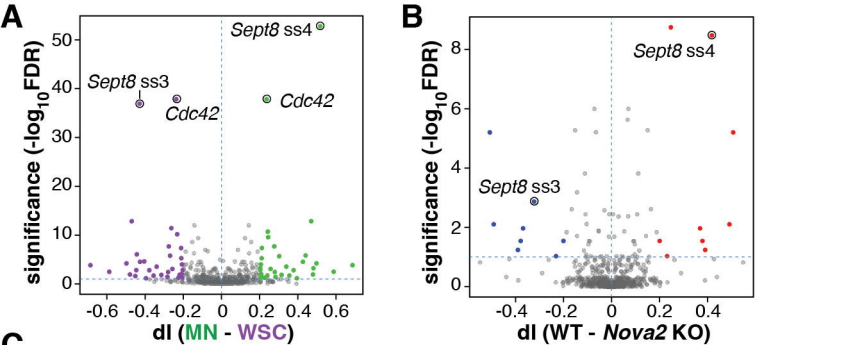 A
significance (-log10FDR)
50
40
30
20
10
0
Sept8 ss4
Sept8 ss3
Cdc42
Cdc42
-0.6 -0.4 -0.2 0 0.2 0.4 0.6
dI (MN - WSC)
B
significance (-log10FDR)
8
6
4
2
0
Sept8 ss4
Sept8 ss3
-0.4 -0.2 0 0.2 0.4
dI (WT - Nova2 KO)